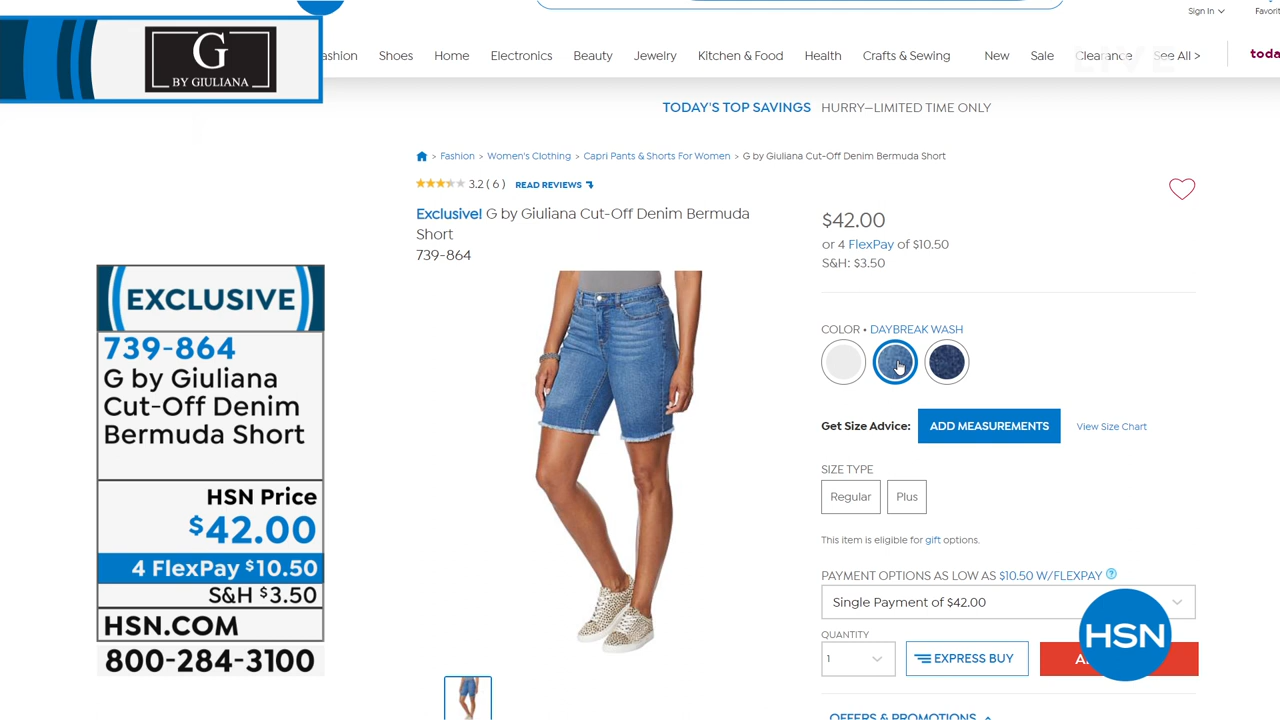 Sign In
Favorit
G
BY GIULIANA
ashion Shoes Home Electronics Beauty Jewelry Kitchen & Food Health Crafts & Sewing New Sale Clearance See All > toda
TODAY'S TOP SAVINGS HURRY—LIMITED TIME ONLY
> Fashion > Women's Clothing > Capri Pants & Shorts For Women > G by Giuliana Cut-Off Denim Bermuda Short
3.2 ( 6 ) READ REVIEWS
Exclusive! G by Giuliana Cut-Off Denim Bermuda
Short
739-864
$42.00
or 4 FlexPay of $10.50
S&H: $3.50
COLOR • DAYBREAK WASH
Get Size Advice: ADD MEASUREMENTS View Size Chart
SIZE TYPE
Regular Plus
This item is eligible for gift options.
PAYMENT OPTIONS AS LOW AS $10.50 W/FLEXPAY ?
Single Payment of $42.00
QUANTITY
1 EXPRESS BUY
HSN
OFFERS & PROMOTIONS
EXCLUSIVE
739-864
G by Giuliana
Cut-Off Denim
Bermuda Short
HSN Price
$42.00
4 FlexPay $10.50
S&H $3.50
HSN.COM
800-284-3100